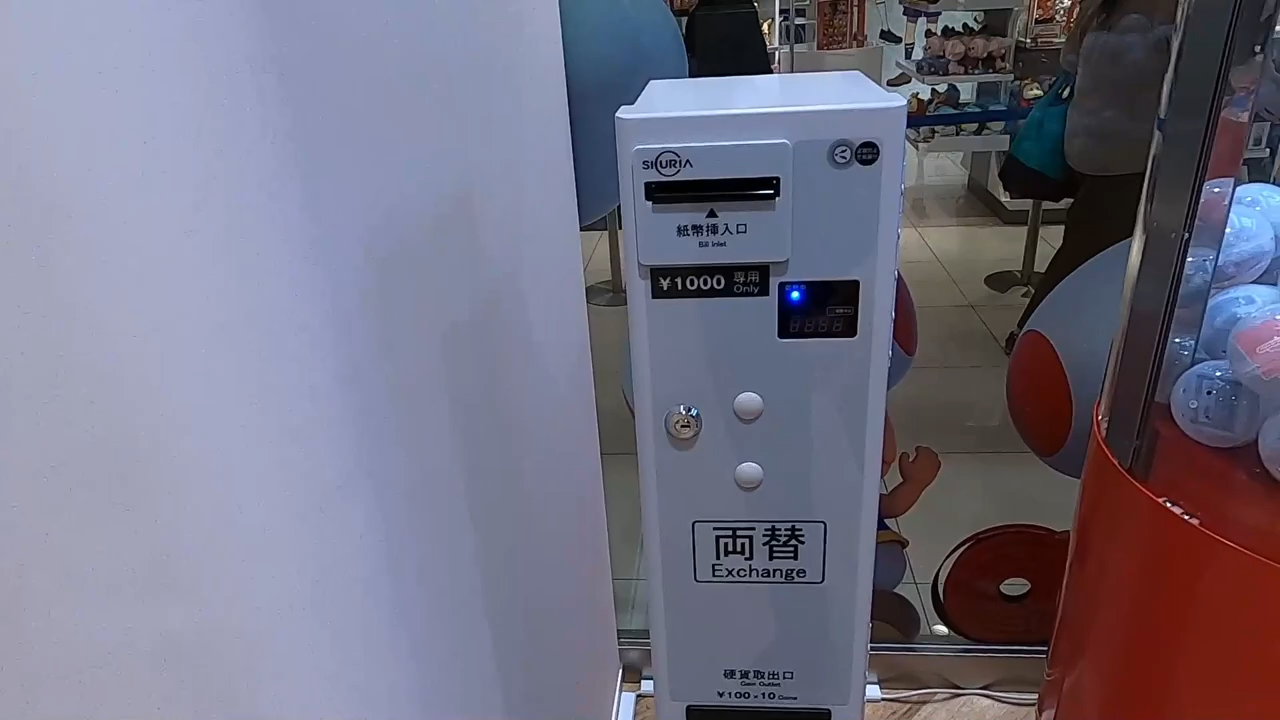 SICURIA
紙幣挿入口
Bill Inlet
¥1000 専用
Only
両替
Exchange
硬貨取出口
Coin Outlet
¥100×10 Coins